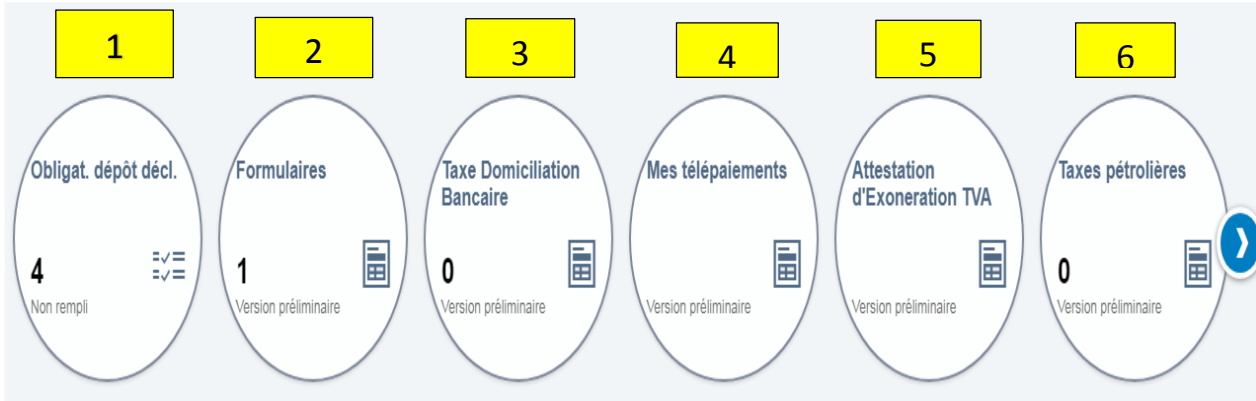 1
2
3
4
5
6
Obligat. dépôt décl.
4
Non rempli
Formulaires
1
Version préliminaire
Taxe Domiciliation
Bancaire
0
Version préliminaire
Mes télépaiements
Version préliminaire
Attestation
d'Exoneration TVA
Version préliminaire
Taxes pétrolières
0
Version préliminaire